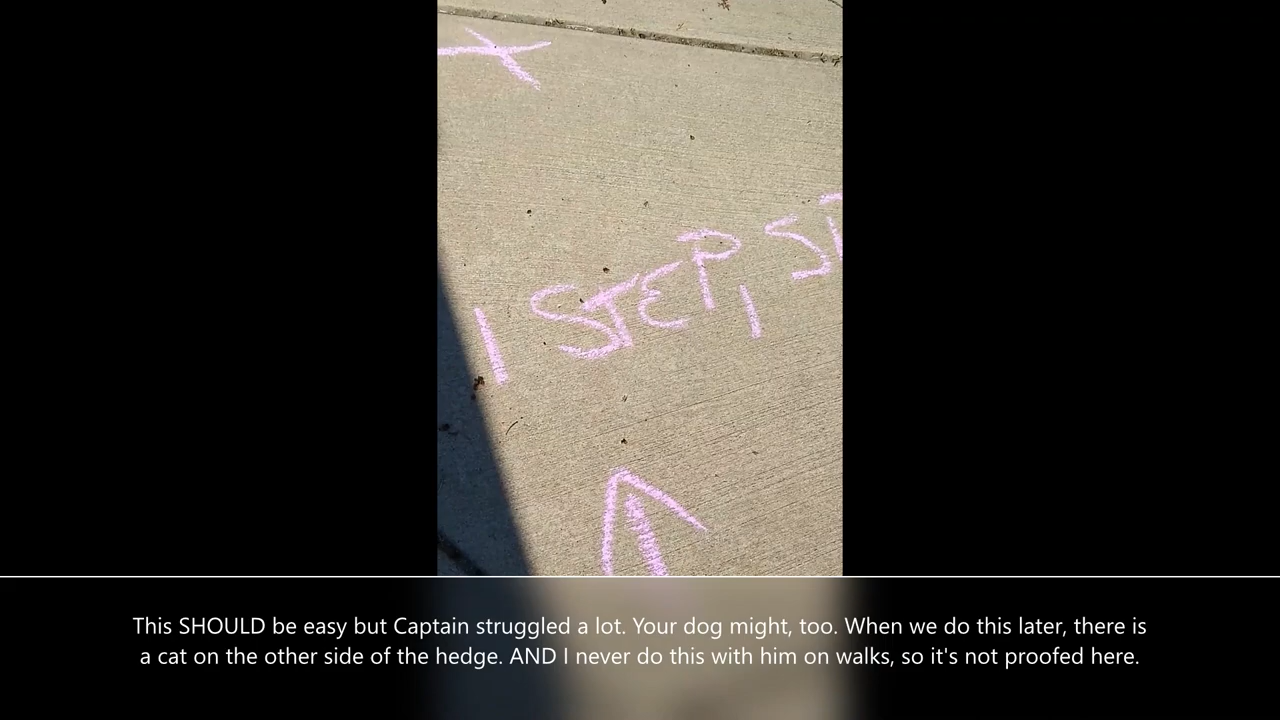 1 STEP, S
This SHOULD be easy but Captain struggled a lot. Your dog might, too. When we do this later, there is
a cat on the other side of the hedge. AND I never do this with him on walks, so it's not proofed here.